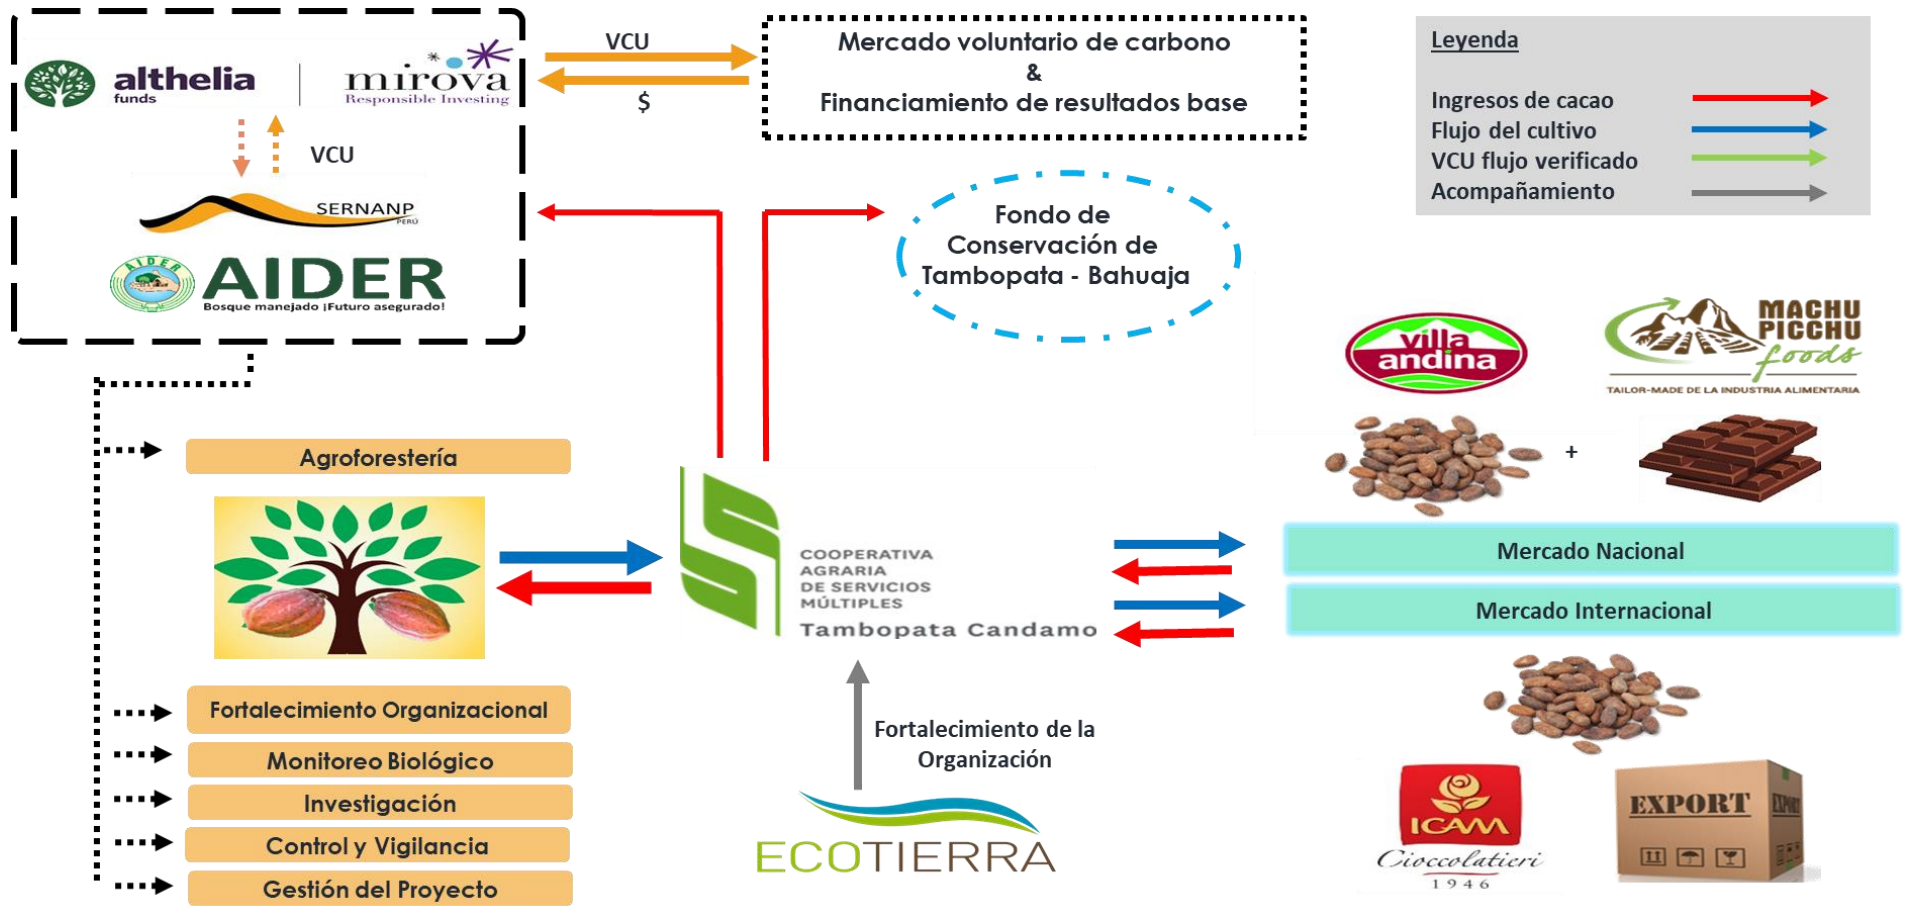 althelia
funds
mirova
Responsible Investing
VCU
$
Mercado voluntario de carbono
&
Financiamiento de resultados base
Leyenda
Ingresos de cacao
Flujo del cultivo
VCU flujo verificado
Acompañamiento
VCU
SERNANP
PERÚ
AIDER
AIDER
Bosque manejado ¡Futuro asegurado!
Fondo de
Conservación de
Tambopata - Bahuaja
villa
andina
MACHU
PICCHU
foods
TAILOR-MADE DE LA INDUSTRIA ALIMENTARIA
+
Agroforestería
COOPERATIVA
AGRARIA
DE SERVICIOS
MÚLTIPLES
Tambopata Candamo
Mercado Nacional
Mercado Internacional
Fortalecimiento Organizacional
Monitoreo Biológico
Investigación
Control y Vigilancia
Gestión del Proyecto
Fortalecimiento de la
Organización
ECOTIERRA
ICAM
Cioccolatieri
1946
EXPORT
EXPORT